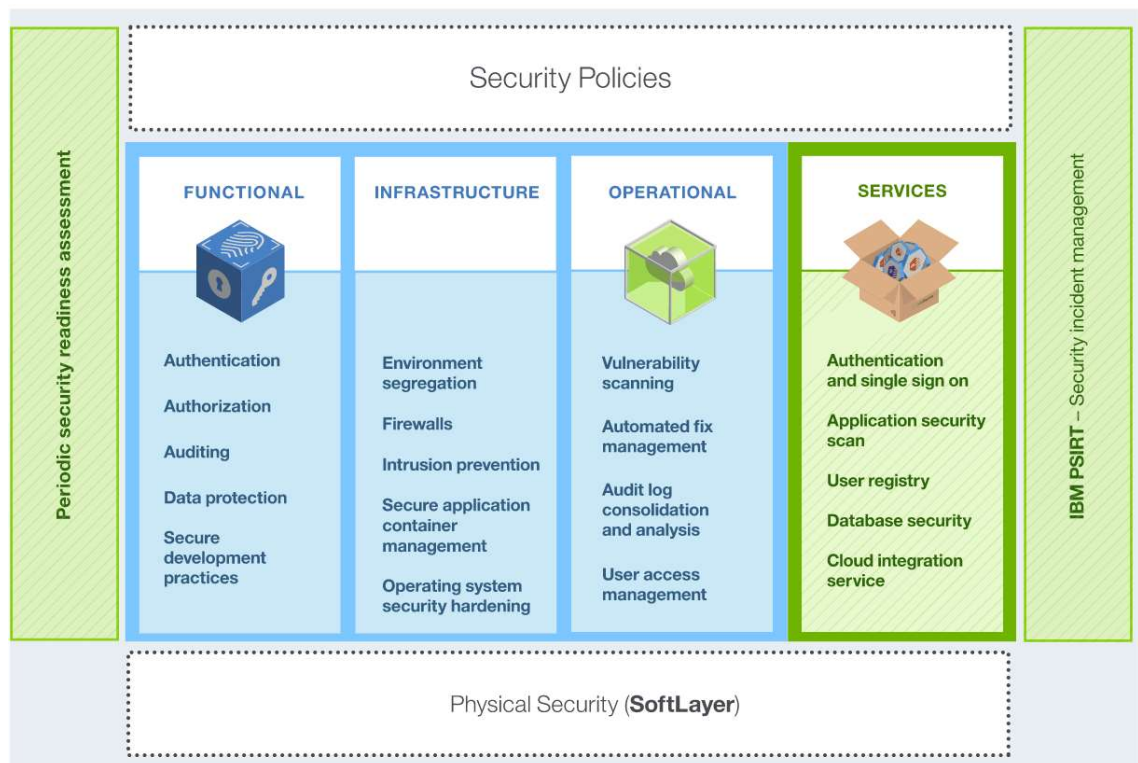 Security Policies
Periodic security readiness assessment
FUNCTIONAL
Authentication
Authorization
Auditing
Data protection
Secure
development
practices
INFRASTRUCTURE
Environment
segregation
Firewalls
Intrusion prevention
Secure application
container
management
Operating system
security hardening
OPERATIONAL
Vulnerability
scanning
Automated fix
management
Audit log
consolidation
and analysis
User access
management
SERVICES
Authentication
and single sign on
Application security
scan
User registry
Database security
Cloud integration
service
IBM PSIRT – Security incident management
Physical Security (SoftLayer)